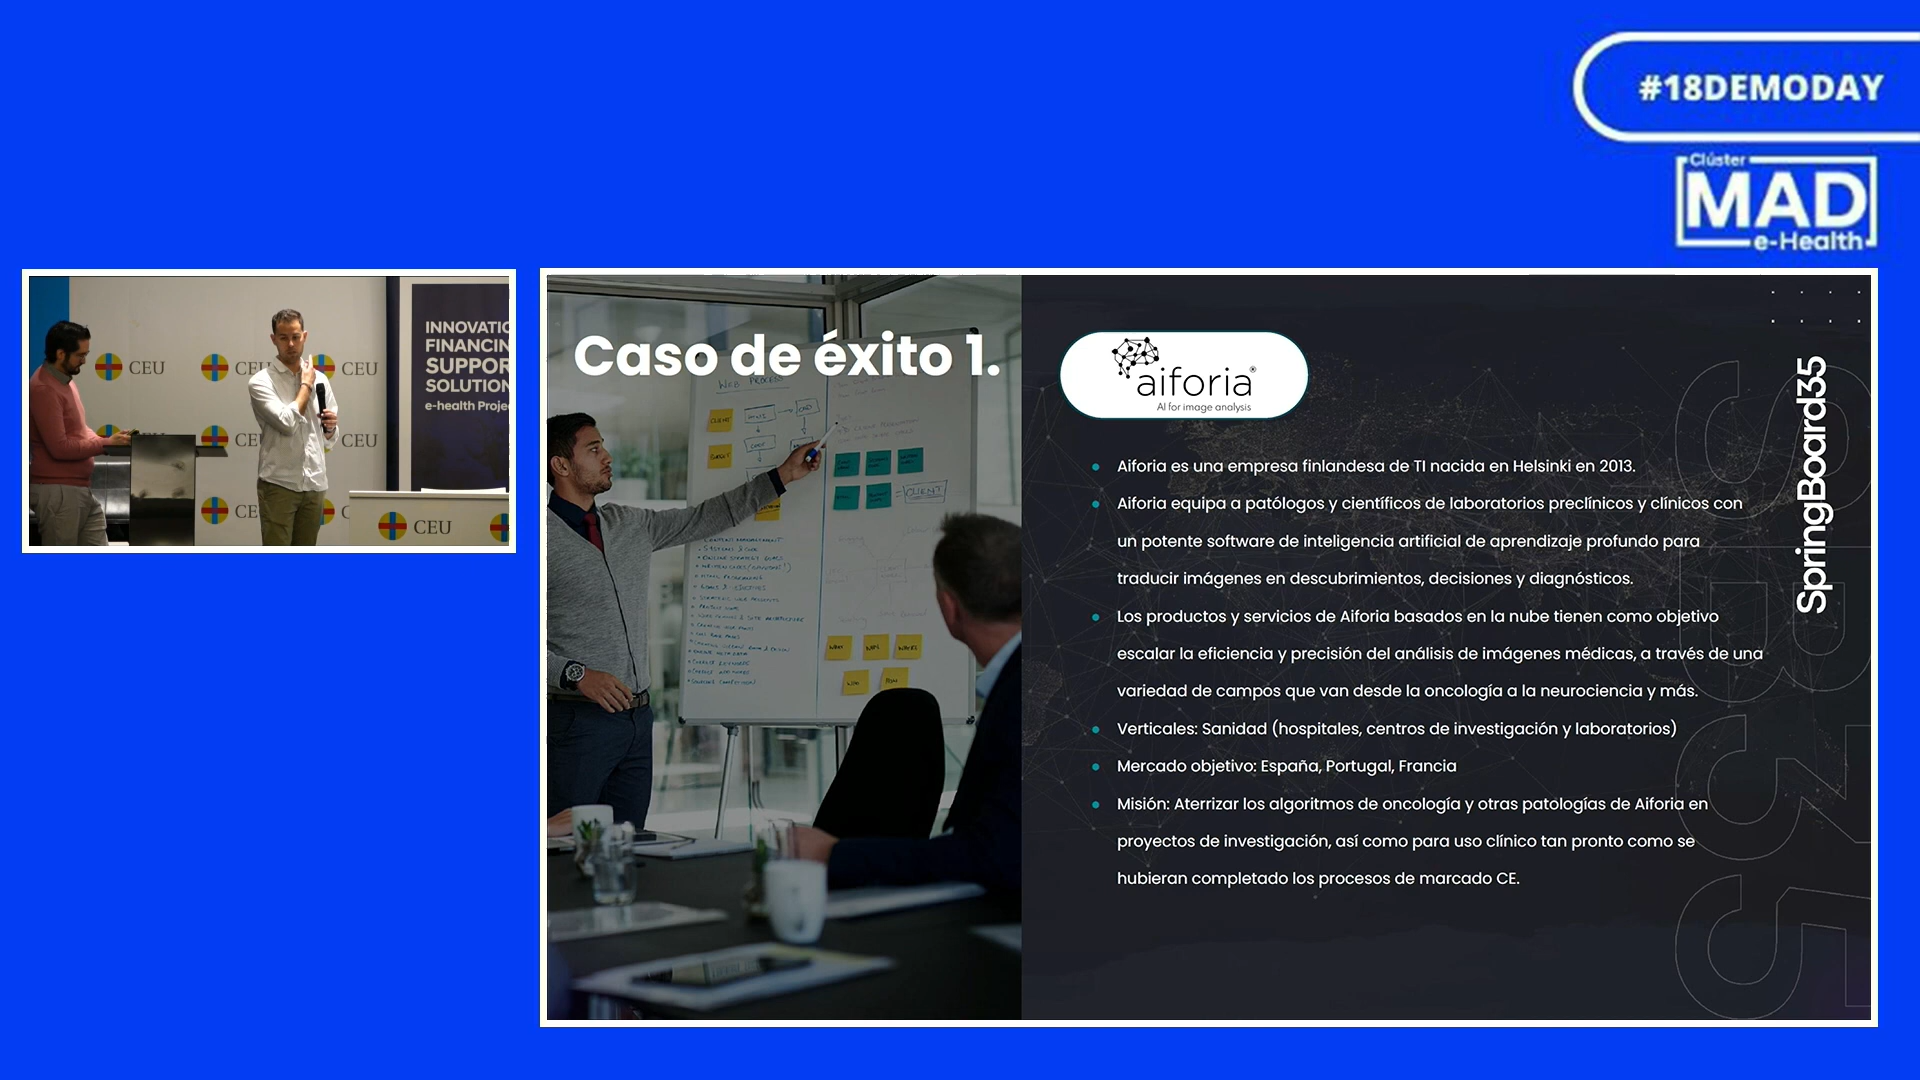 #18DEMODAY
Clúster
MAD
e-Health
CEU
CEU
CEU
CEU
INNOVATIO
FINANCIN
SUPPOR
SOLUTION
e-health Proje
CEU
Caso de éxito 1.
WEB PROCESS
CLIENT
CLIENT
aiforia®
AI for image analysis
SpringBoard35
Aiforia es una empresa finlandesa de TI nacida en Helsinki en 2013.
Aiforia equipa a patólogos y científicos de laboratorios preclínicos y clínicos con
un potente software de inteligencia artificial de aprendizaje profundo para
traducir imágenes en descubrimientos, decisiones y diagnósticos.
Los productos y servicios de Aiforia basados en la nube tienen como objetivo
escalar la eficiencia y precisión del análisis de imágenes médicas, a través de una
variedad de campos que van desde la oncología a la neurociencia y más.
Verticales: Sanidad (hospitales, centros de investigación y laboratorios)
Mercado objetivo: España, Portugal, Francia
Misión: Aterrizar los algoritmos de oncología y otras patologías de Aiforia en
proyectos de investigación, así como para uso clínico tan pronto como se
hubieran completado los procesos de marcado CE.